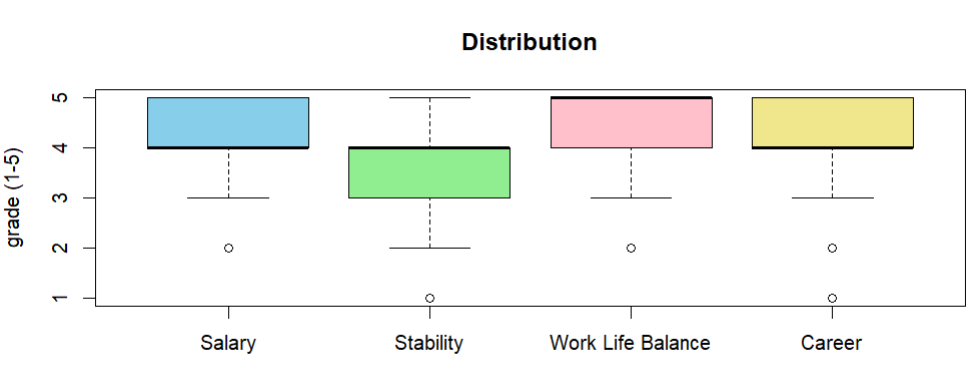 Distribution
grade (1-5)
5
4
3
2
1
Salary
Stability
Work Life Balance
Career